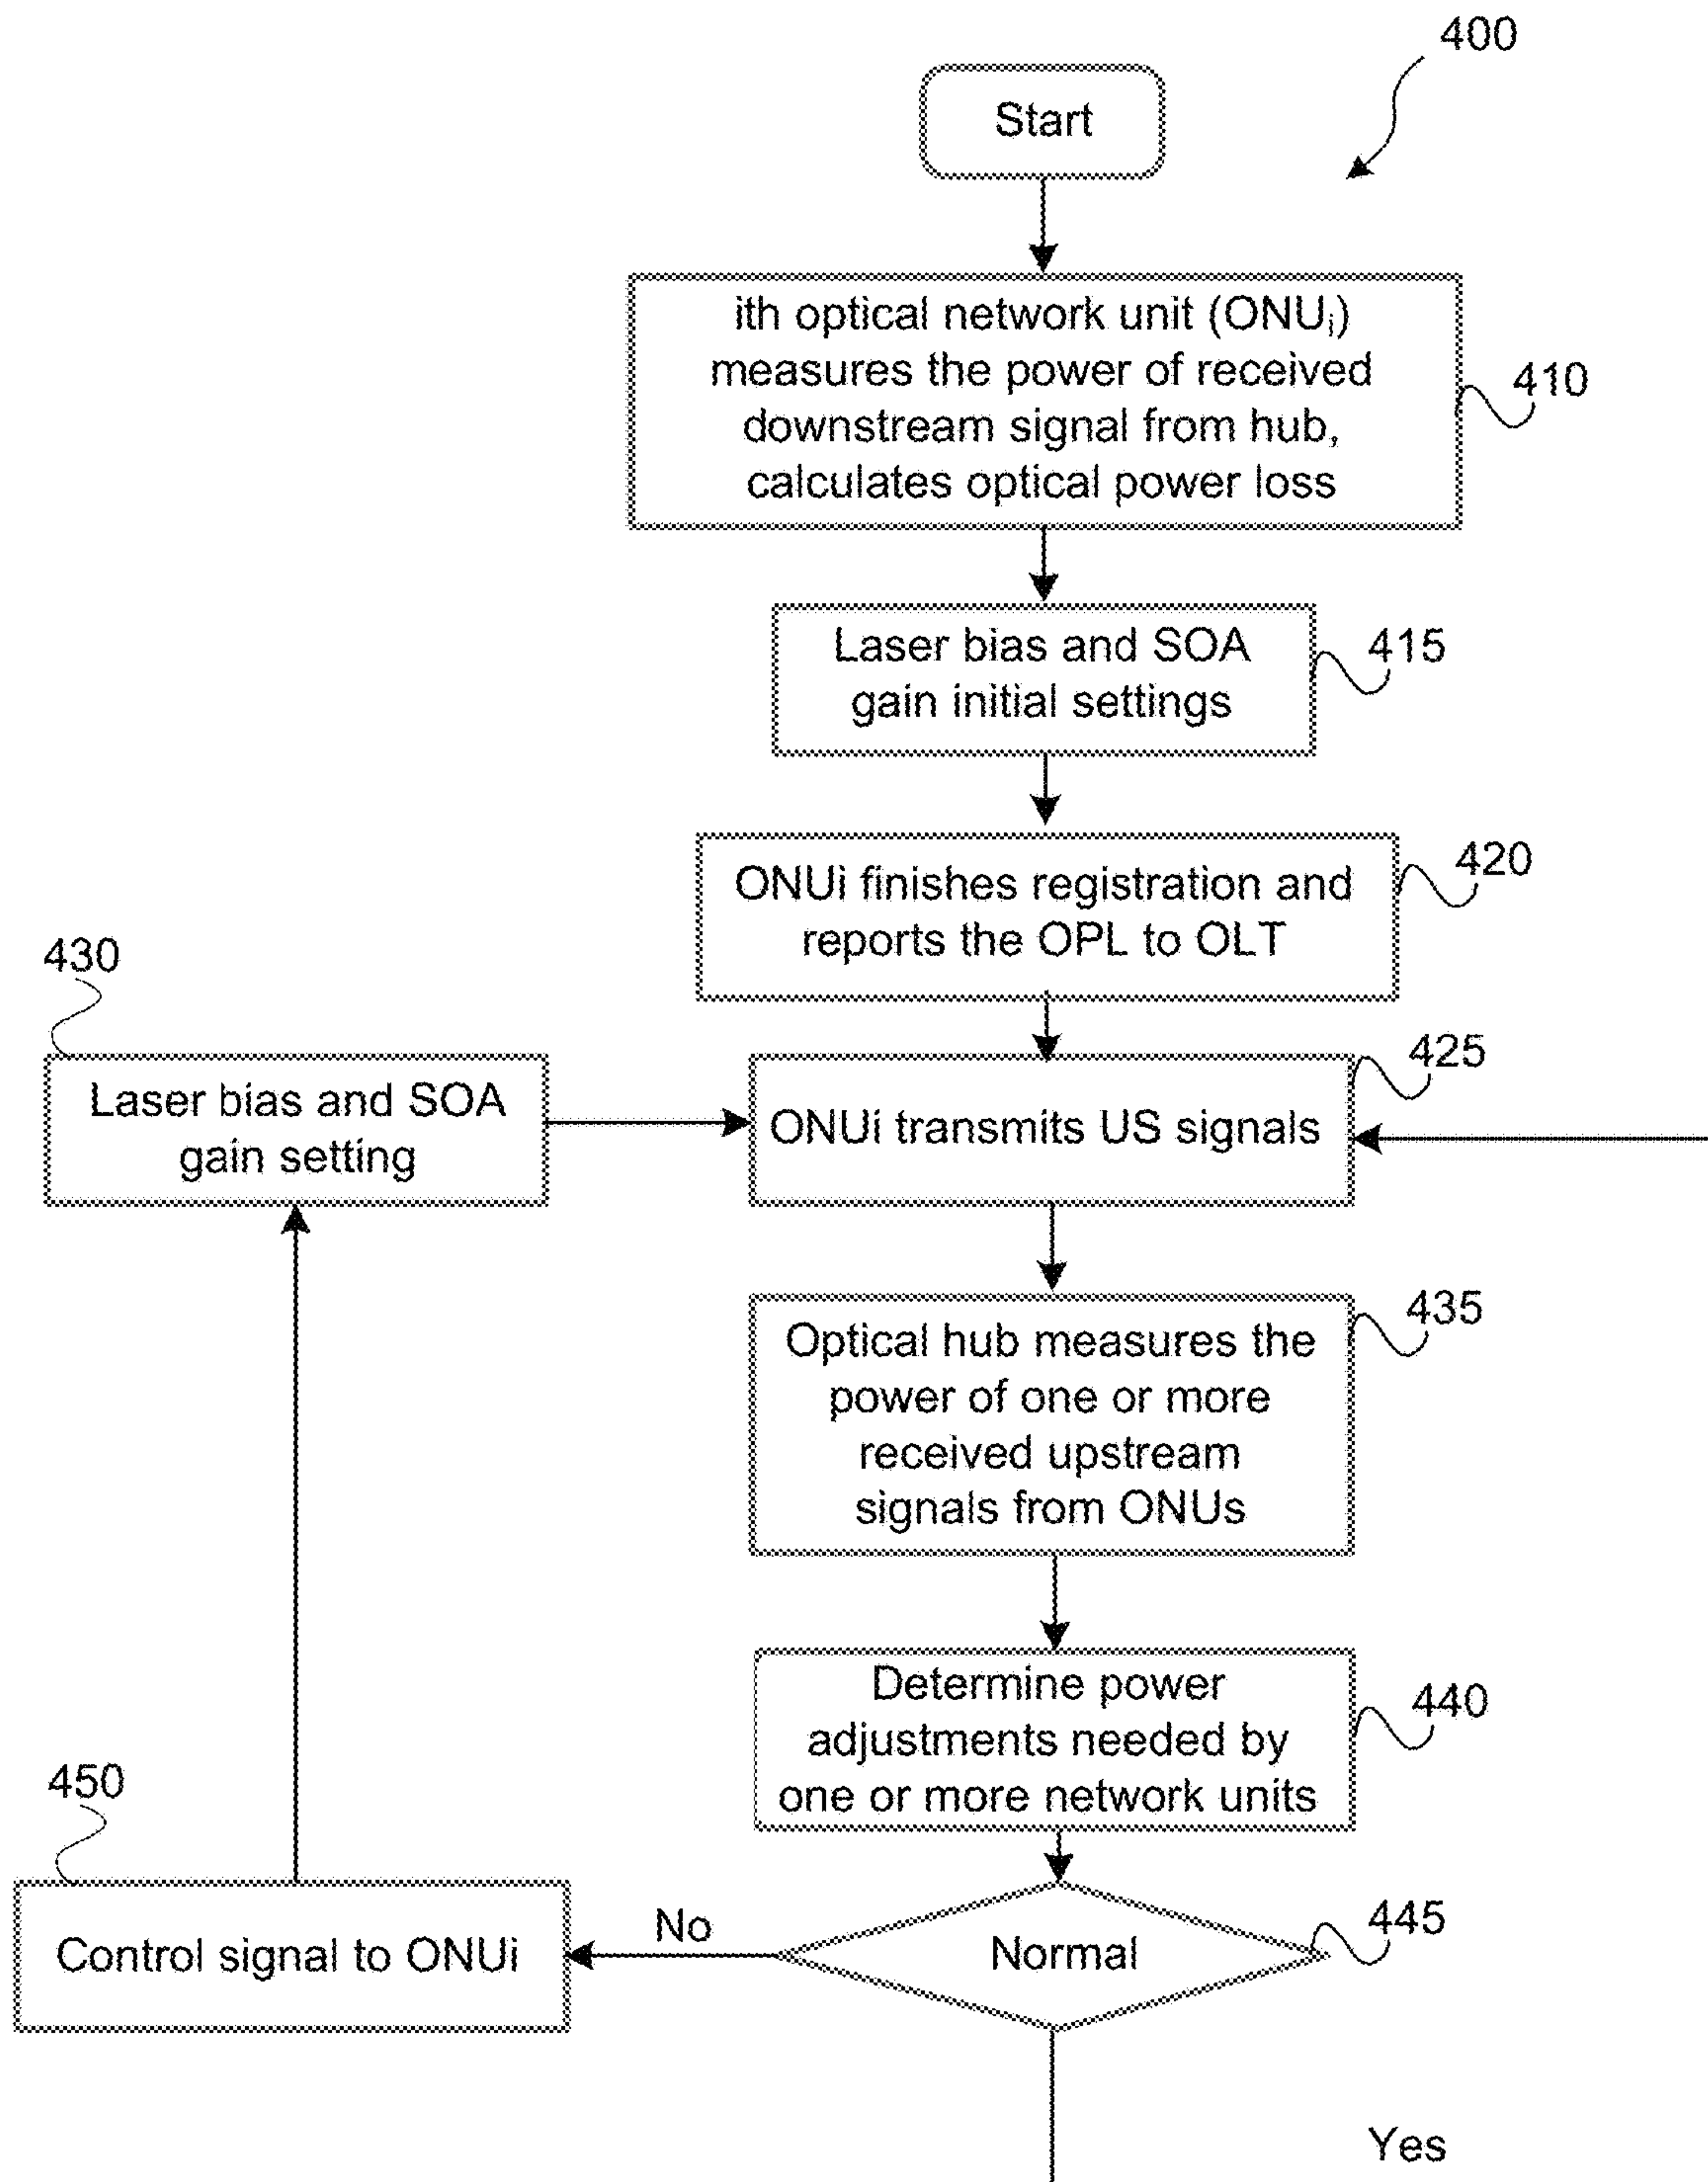 400
Start
ith optical network unit (ONUi)
measures the power of received
downstream signal from hub,
calculates optical power loss
410
Laser bias and SOA
gain initial settings
415
ONUi finishes registration and
reports the OPL to OLT
420
430
Laser bias and SOA
gain setting
ONUi transmits US signals
425
Optical hub measures the
power of one or more
received upstream
signals from ONUs
435
Determine power
adjustments needed by
one or more network units
440
450
Control signal to ONUi
No
Normal
445
Yes